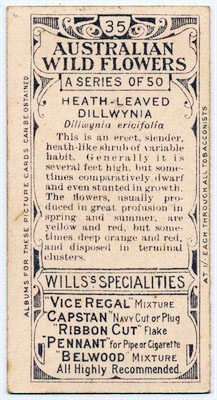 35
AUSTRALIAN
WILD FLOWERS
A SERIES OF 50
HEATH-LEAVED
DILLWYNIA
Dillwynia ericifolia
This is an erect, slender,
heath-like shrub of variable
habit. Generally it is
several feet high, but some-
times comparatively dwarf
and even stunted in growth.
The flowers, usually pro-
duced in great profusion in
spring and summer, are
yellow and red, but some-
times deep orange and red,
and disposed in terminal
clusters.
WILLS'S SPECIALITIES
"VICE REGAL" MIXTURE
"CAPSTAN" NAVY Cut or Plug
"RIBBON CUT" Flake
"PENNANT" for Pipe or Cigarette
"BELWOOD" MIXTURE
All Highly Recommended.
ALBUMS FOR THESE PICTURE CARDS CAN BE OBTAINED
AT 1/- EACH THROUGH ALL TOBACCONISTS